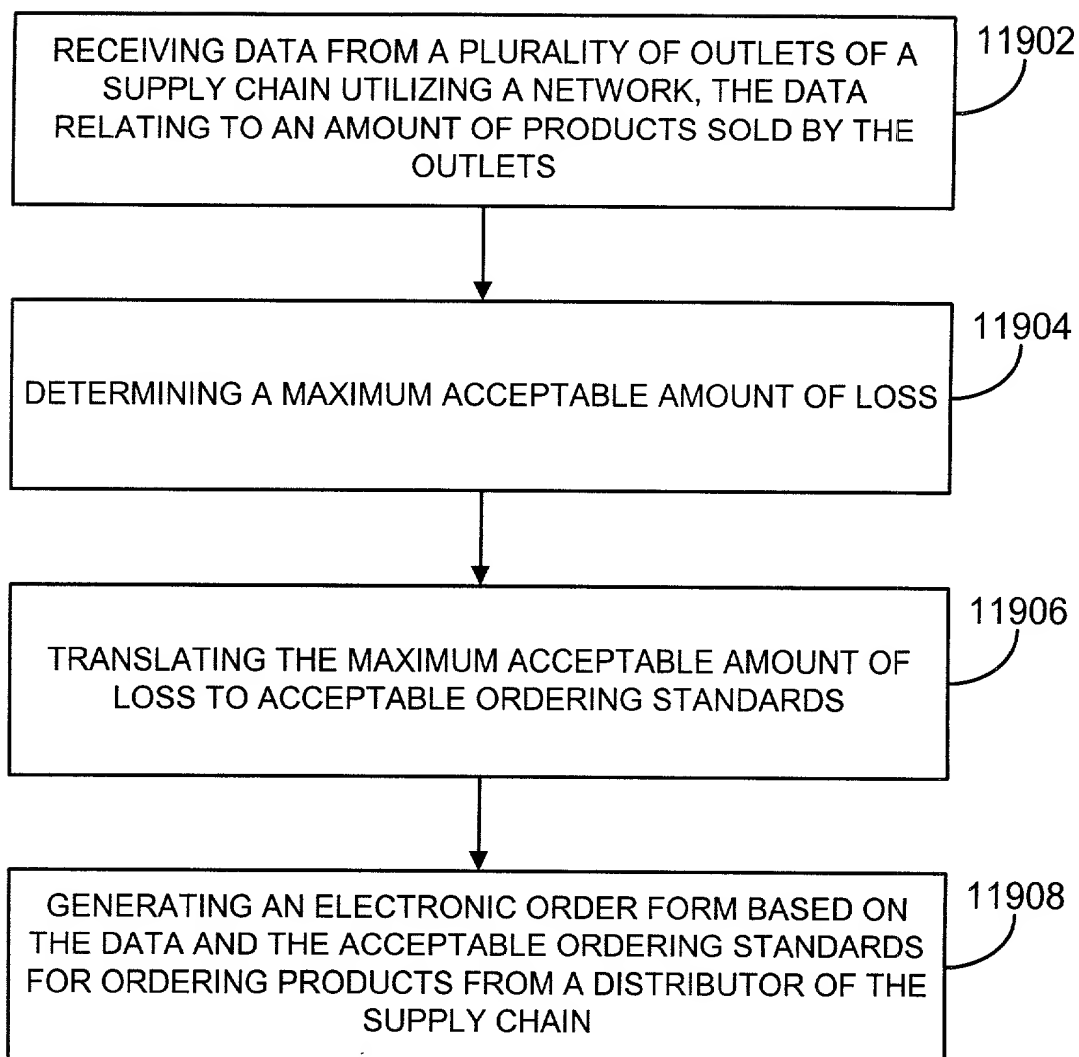 RECEIVING DATA FROM A PLURALITY OF OUTLETS OF A
SUPPLY CHAIN UTILIZING A NETWORK, THE DATA
RELATING TO AN AMOUNT OF PRODUCTS SOLD BY THE
OUTLETS
11902
DETERMINING A MAXIMUM ACCEPTABLE AMOUNT OF LOSS
11904
TRANSLATING THE MAXIMUM ACCEPTABLE AMOUNT OF
LOSS TO ACCEPTABLE ORDERING STANDARDS
11906
GENERATING AN ELECTRONIC ORDER FORM BASED ON
THE DATA AND THE ACCEPTABLE ORDERING STANDARDS
FOR ORDERING PRODUCTS FROM A DISTRIBUTOR OF THE
SUPPLY CHAIN
11908